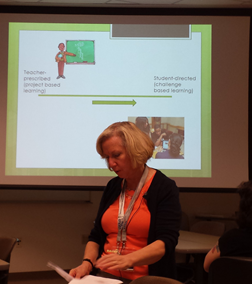 Teacher-
prescribed
(project based
learning)
Student-directed
(challenge
based learning)